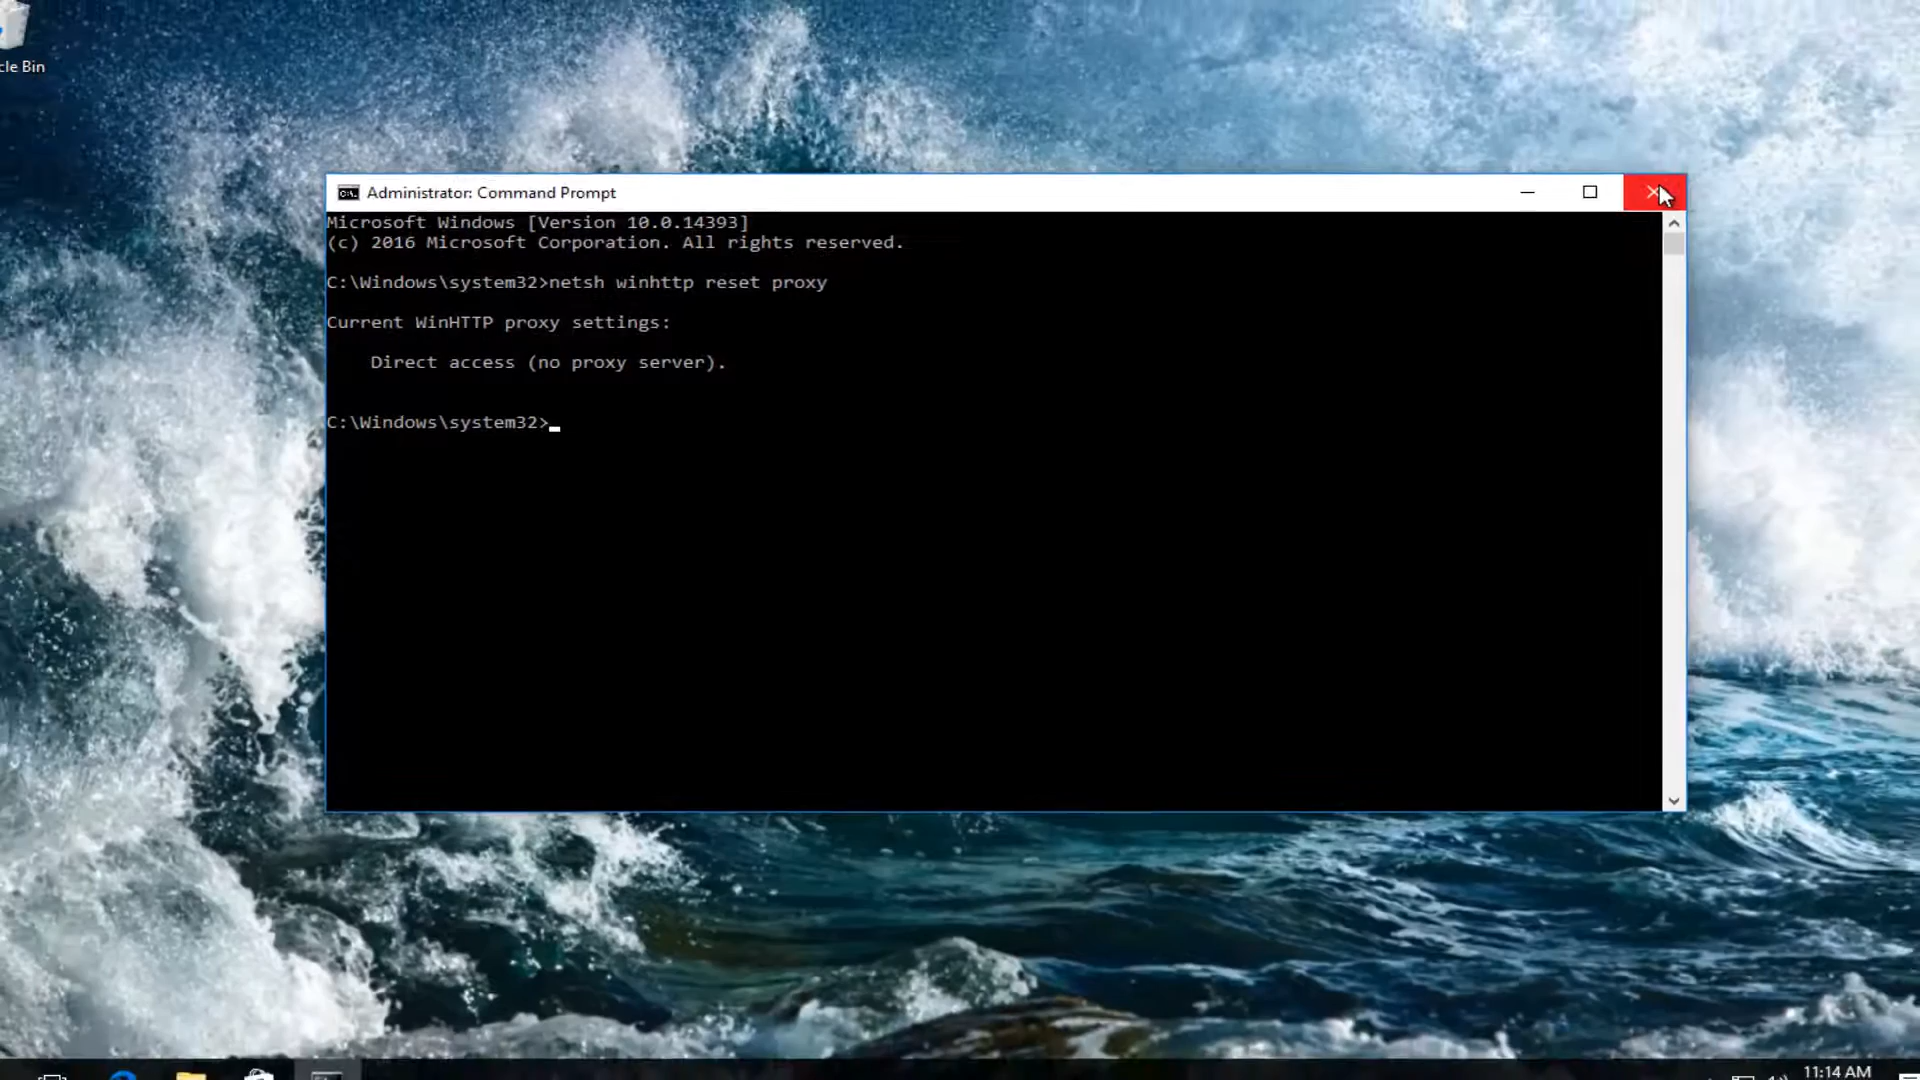 cle Bin
Administrator: Command Prompt
Microsoft Windows [Version 10.0.14393]
(c) 2016 Microsoft Corporation. All rights reserved.
C:\Windows\system32>netsh winhttp reset proxy
Current WinHTTP proxy settings:
Direct access (no proxy server).
C:\Windows\system32>
11:14 AM